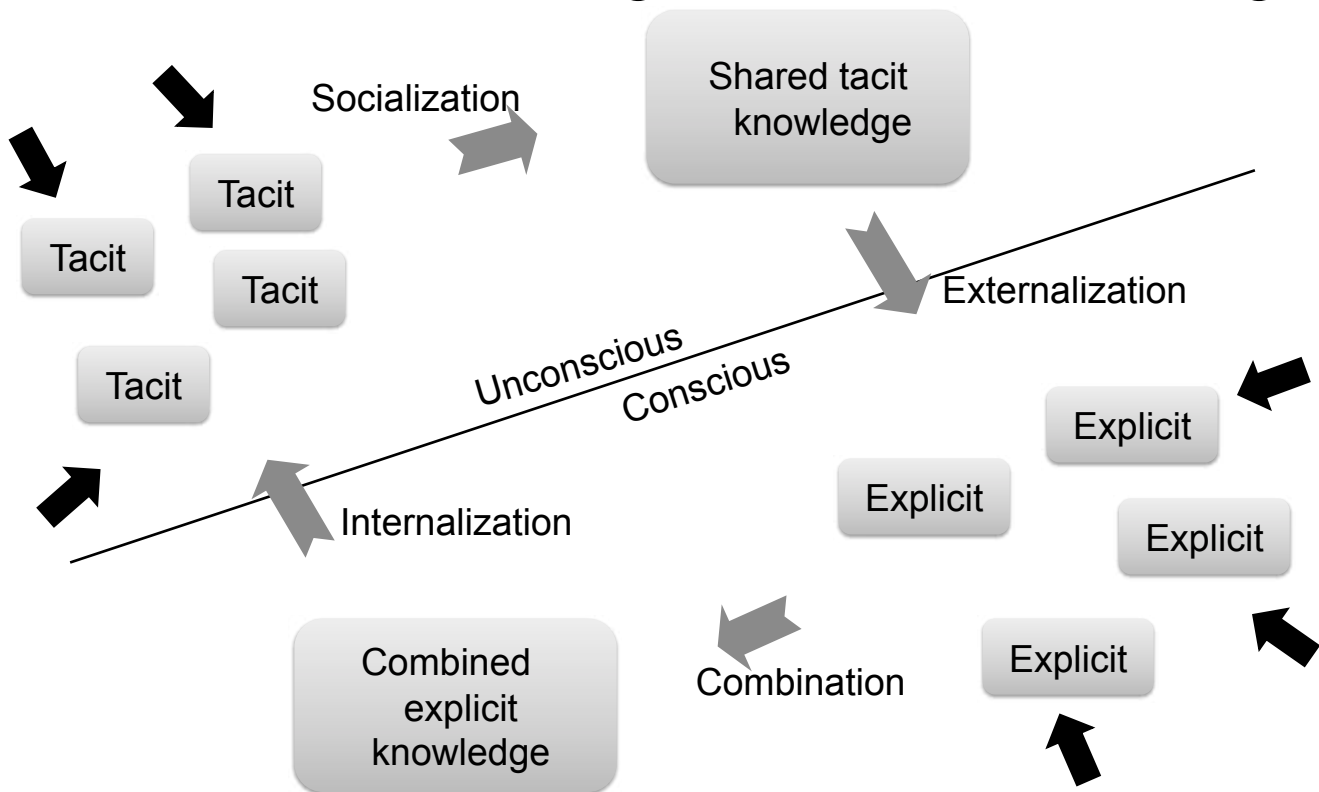 Socialization
Shared tacit
knowledge
Tacit
Tacit
Tacit
Tacit
Externalization
Unconscious
Conscious
Explicit
Explicit
Explicit
Explicit
Internalization
Combination
Combined
explicit
knowledge